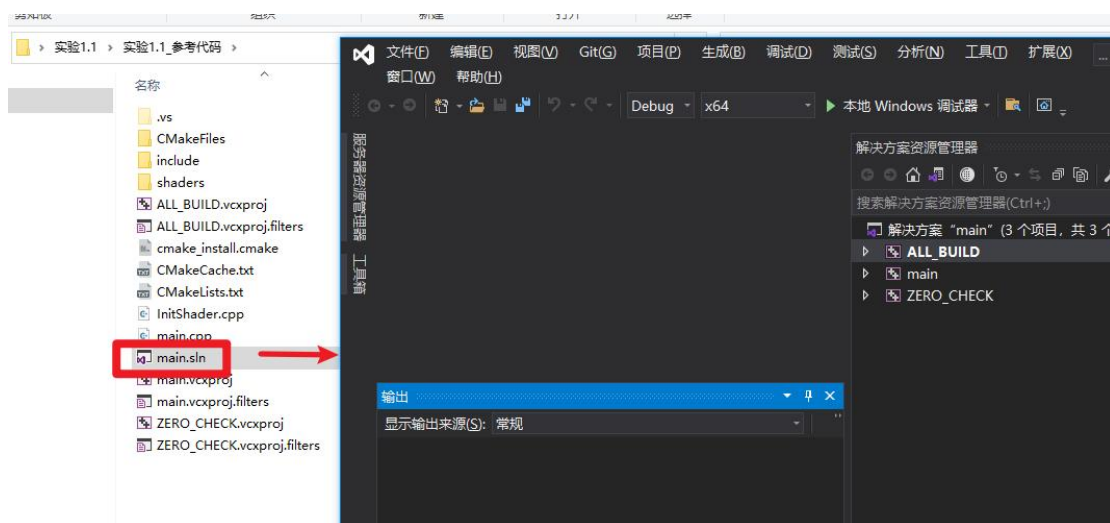 实验1.1 › 实验1.1_参考代码 ›
名称
.vs
CMakeFiles
include
shaders
ALL_BUILD.vcxproj
ALL_BUILD.vcxproj.filters
cmake_install.cmake
CMakeCache.txt
CMakeLists.txt
InitShader.cpp
main.cpp
main.sln
main.vcxproj
main.vcxproj.filters
ZERO_CHECK.vcxproj
ZERO_CHECK.vcxproj.filters
文件(F) 编辑(E) 视图(V) Git(G) 项目(P) 生成(B) 调试(D) 测试(S) 分析(N) 工具(T) 扩展(X) ...
窗口(W) 帮助(H)
Debug x64 本地 Windows 调试器
服务器资源管理器
工具箱
解决方案资源管理器
搜索解决方案资源管理器(Ctrl+;)
解决方案 "main" (3 个项目, 共 3 个
ALL_BUILD
main
ZERO_CHECK
输出
显示输出来源(S): 常规